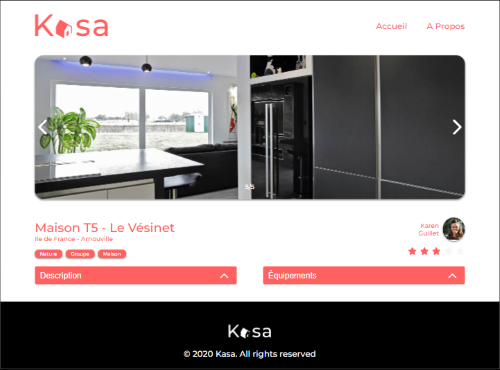 Kasa
Accueil
A Propos
5/5
Maison T5 - Le Vésinet
Ile de France - Arnouville
Nature
Groupe
Maison
Karen
Guillet
Description
Équipements
Kasa
© 2020 Kasa. All rights reserved